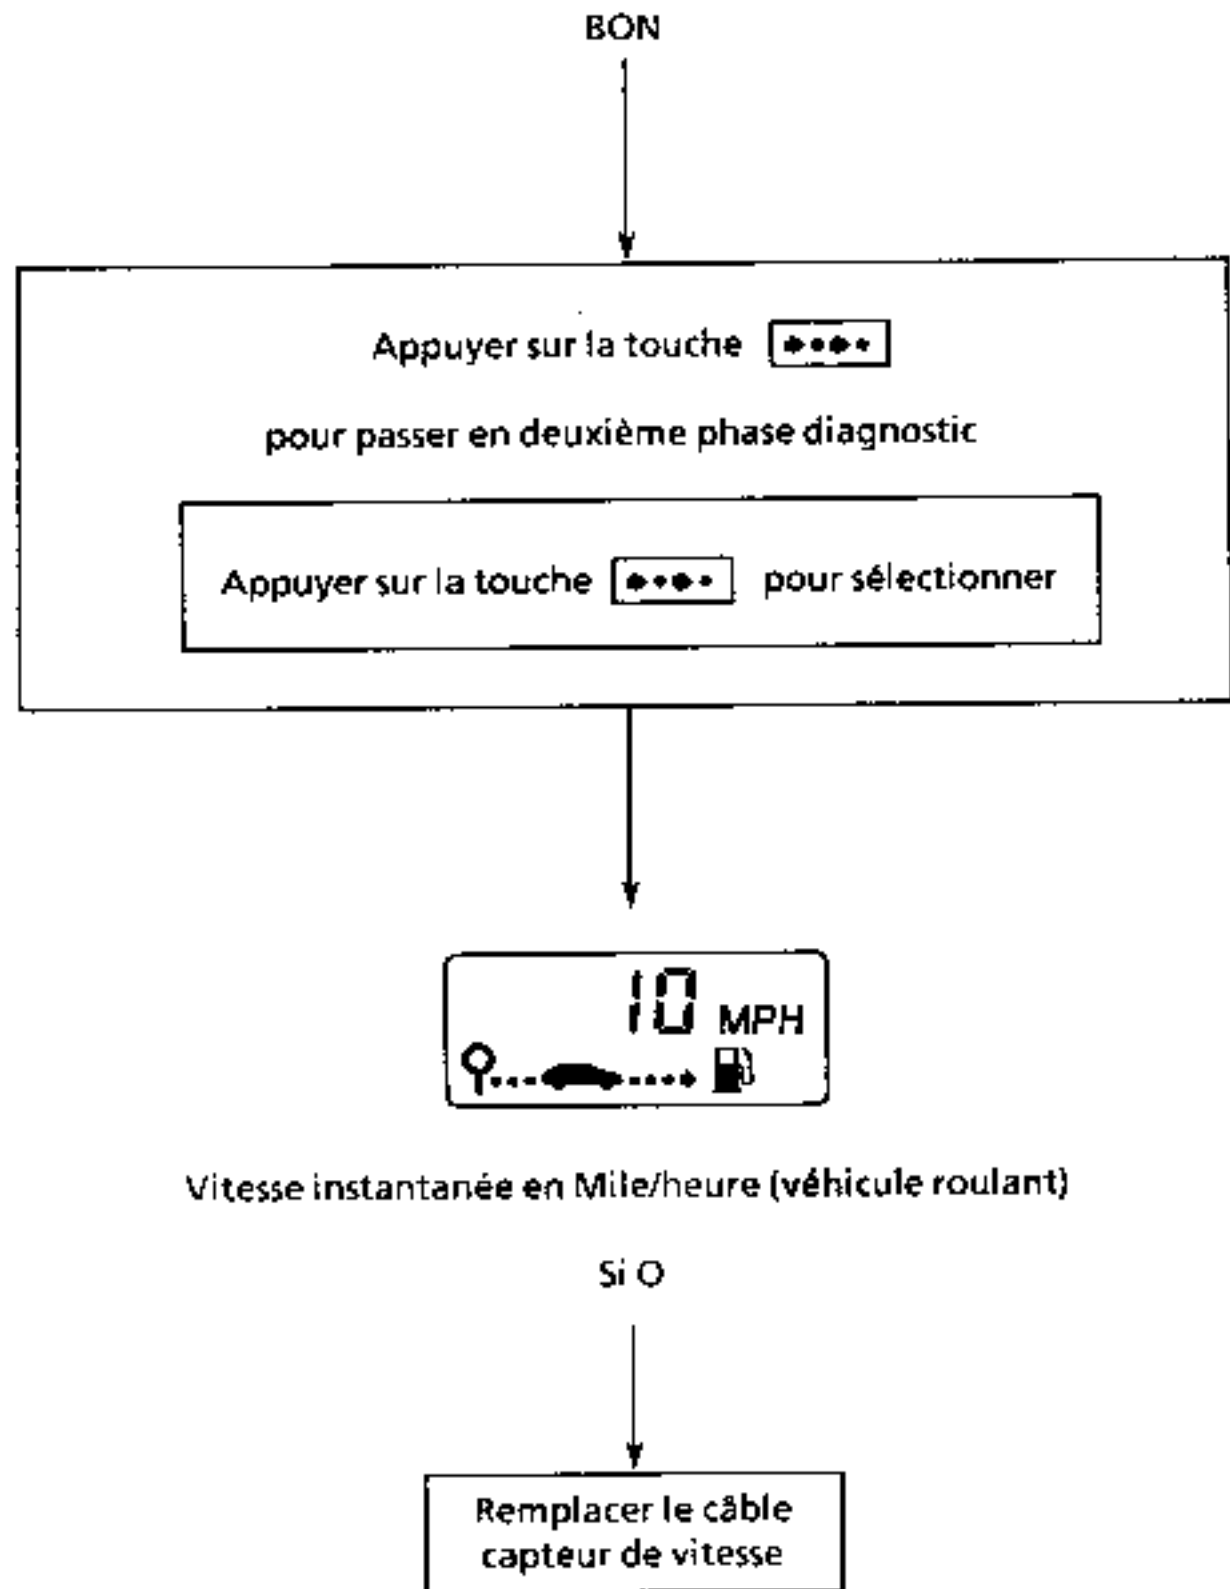 BON
Appuyer sur la touche
pour passer en deuxième phase diagnostic
Appuyer sur la touche pour sélectionner
10 MPH
Vitesse instantanée en Mile/heure (véhicule roulant)
Si O
Remplacer le câble
capteur de vitesse